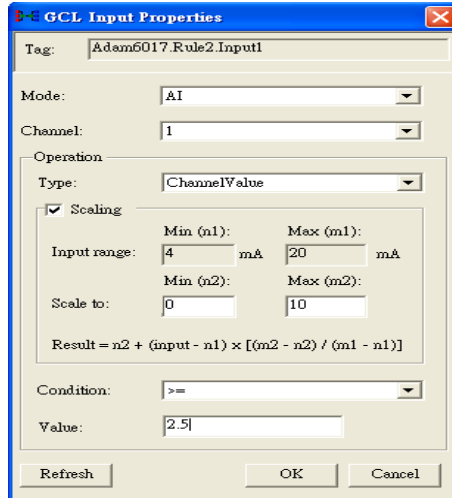 GCL Input Properties
Tag: Adam6017.Rule2.Input1
Mode: AI
Channel: 1
Operation
Type: ChannelValue
Scaling
Min (n1): Max (m1):
Input range: 4 mA 20 mA
Min (n2): Max (m2):
Scale to: 0 10
Result = n2 + (input - n1) x [(m2 - n2) / (m1 - n1)]
Condition: >=
Value: 2.5
Refresh OK Cancel